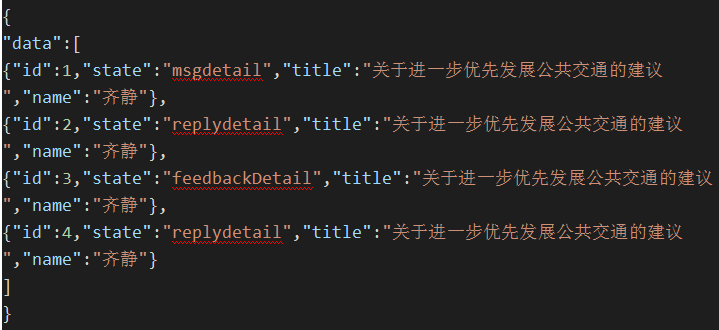 {
"data":[
{"id":1,"state":"msgdetail","title":"关于进一步优先发展公共交通的建议
","name":"齐静"},
{"id":2,"state":"replydetail","title":"关于进一步优先发展公共交通的建议
","name":"齐静"},
{"id":3,"state":"feedbackDetail","title":"关于进一步优先发展公共交通的建议
","name":"齐静"},
{"id":4,"state":"replydetail","title":"关于进一步优先发展公共交通的建议
","name":"齐静"}
]
}